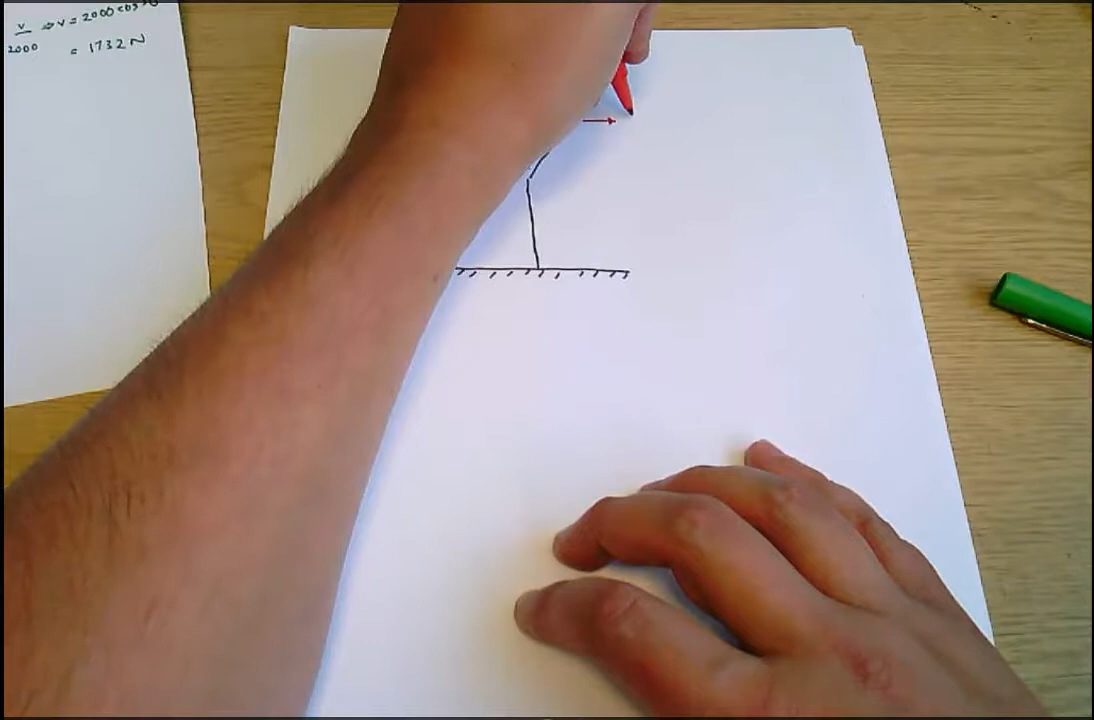 v ⇒ v = 2000 cos 30
2000
= 1732 N